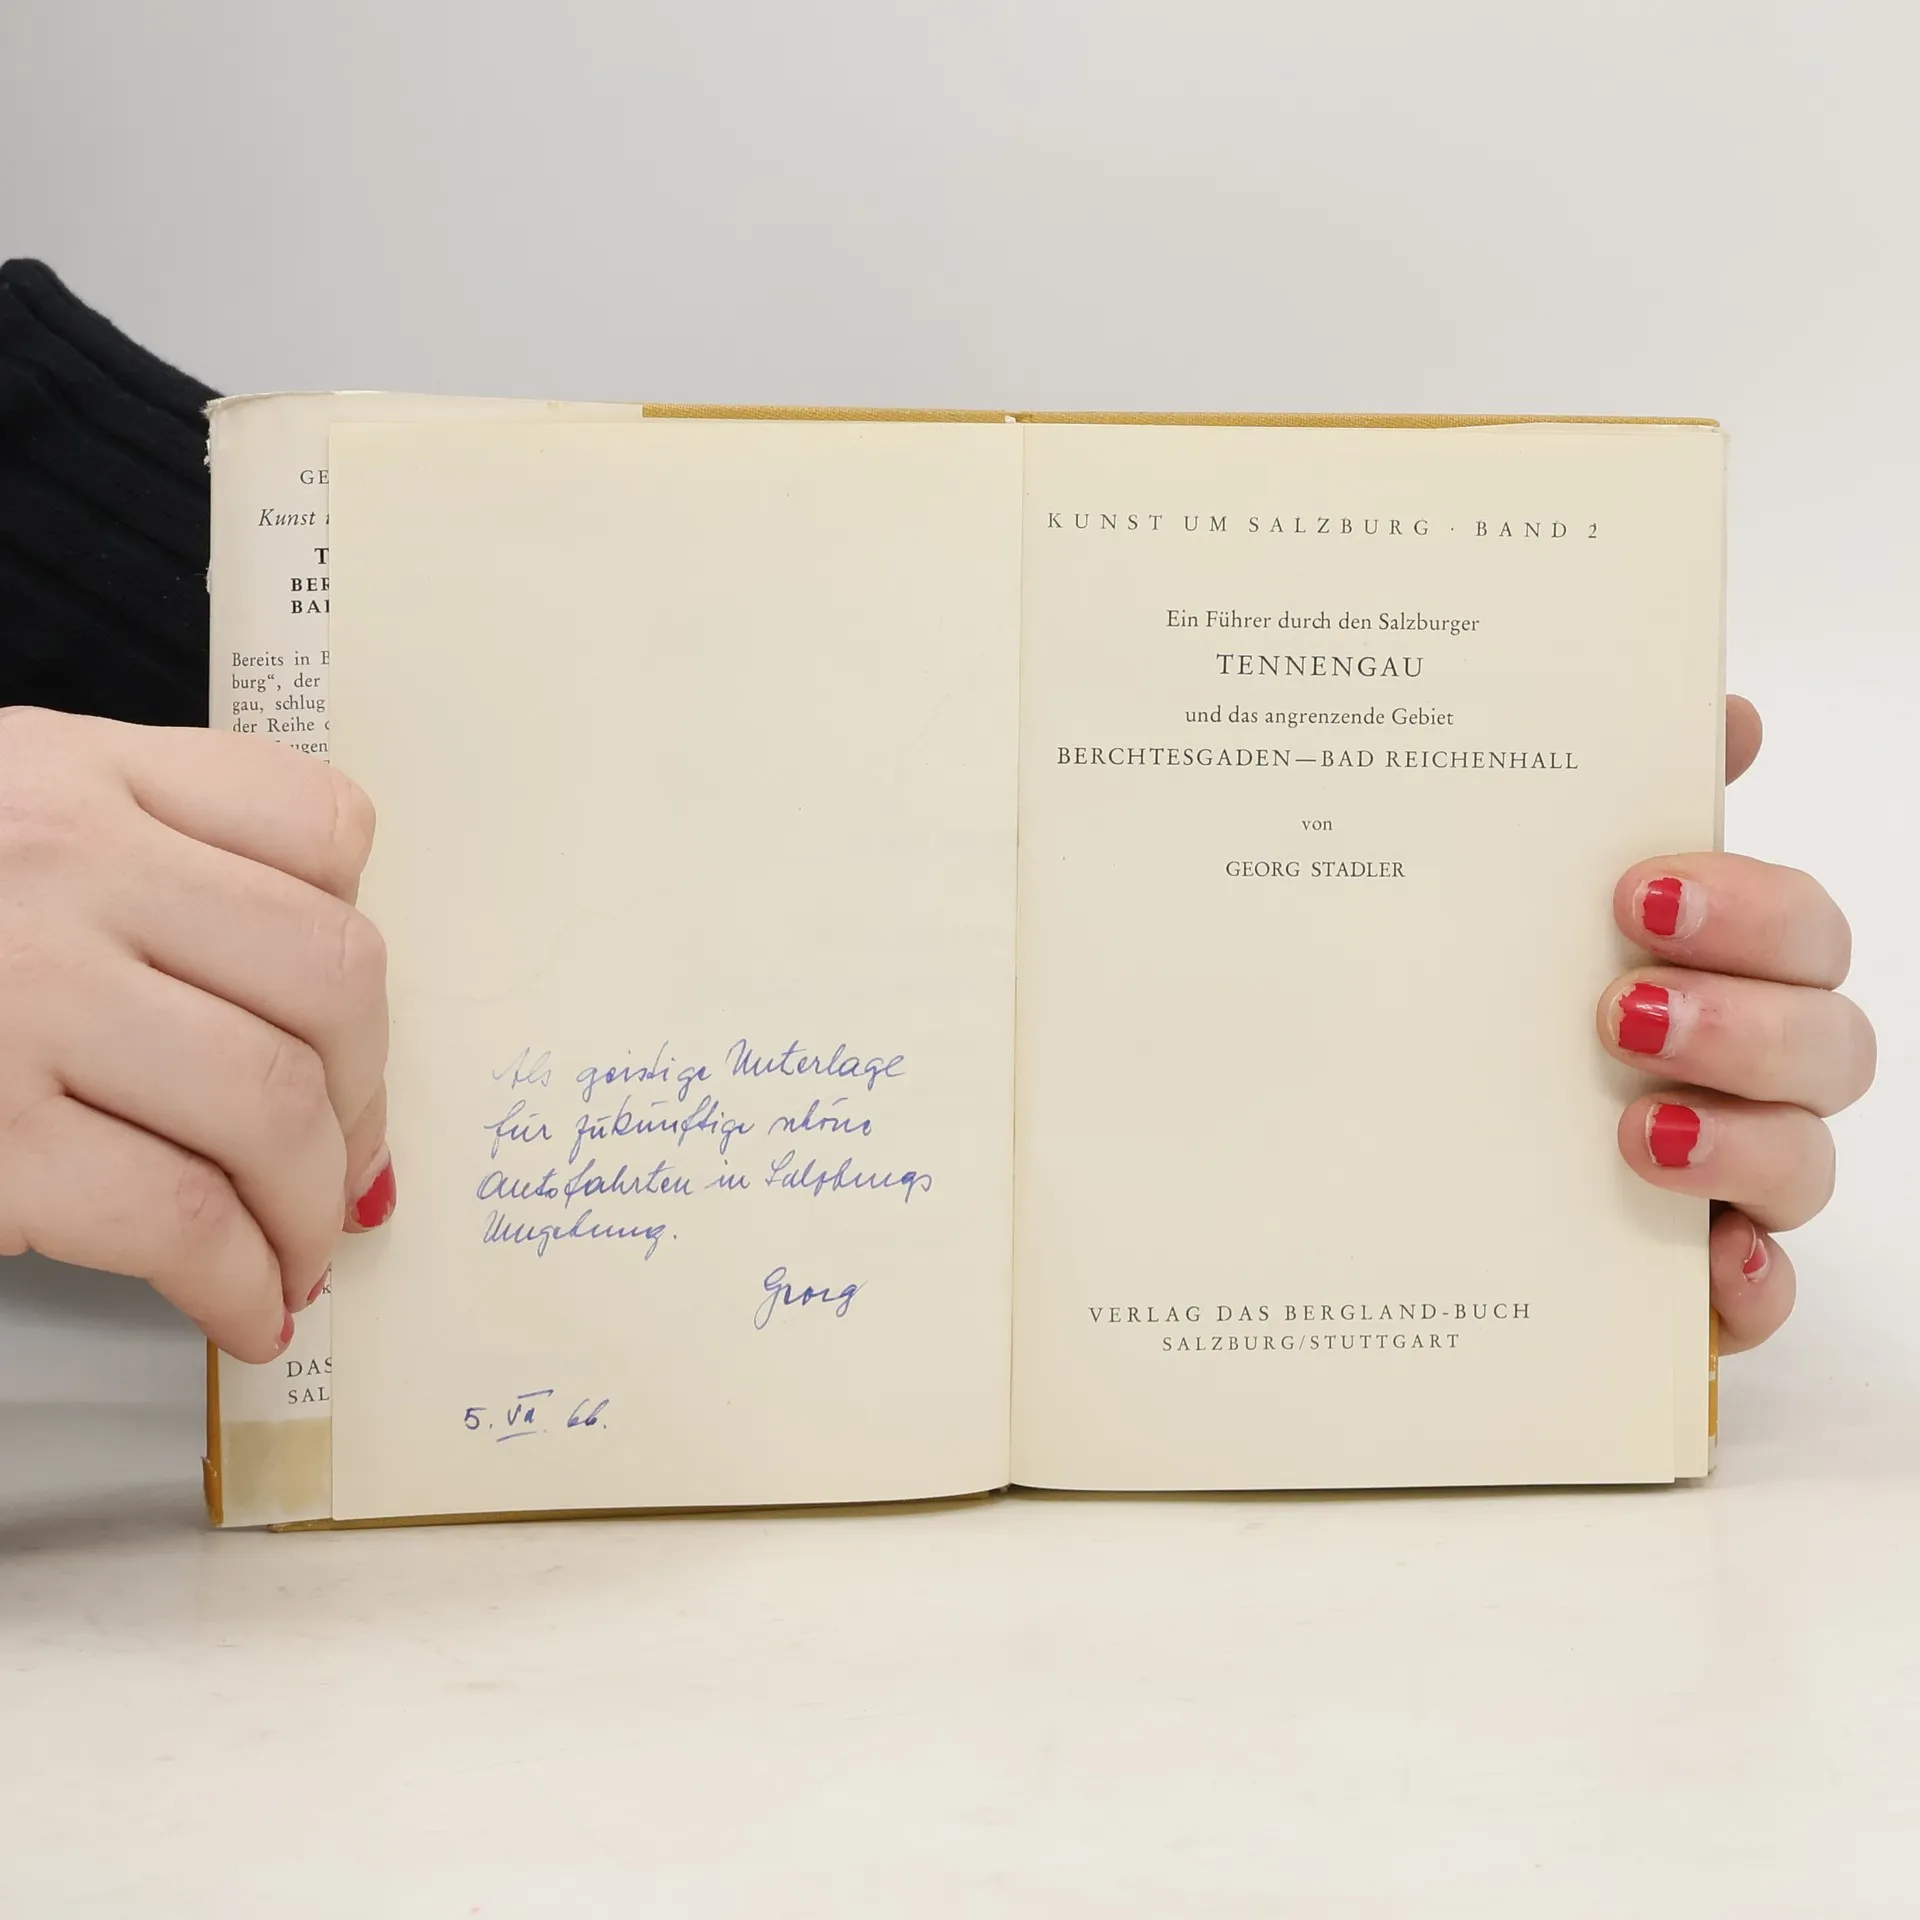 GE
Kunst
T
BER
BAI
Bereits in B
burg“, der
gau, schlug
der Reihe
ugen
DAS
SAL
Als geistige Unterlage
für zukünftige schöne
Autofahrten in Salzburgs
Umgebung.
Georg
5. VII. 66.
KUNST UM SALZBURG · BAND 2
Ein Führer durch den Salzburger
TENNENGAU
und das angrenzende Gebiet
BERCHTESGADEN—BAD REICHENHALL
von
GEORG STADLER
VERLAG DAS BERGLAND-BUCH
SALZBURG/STUTTGART